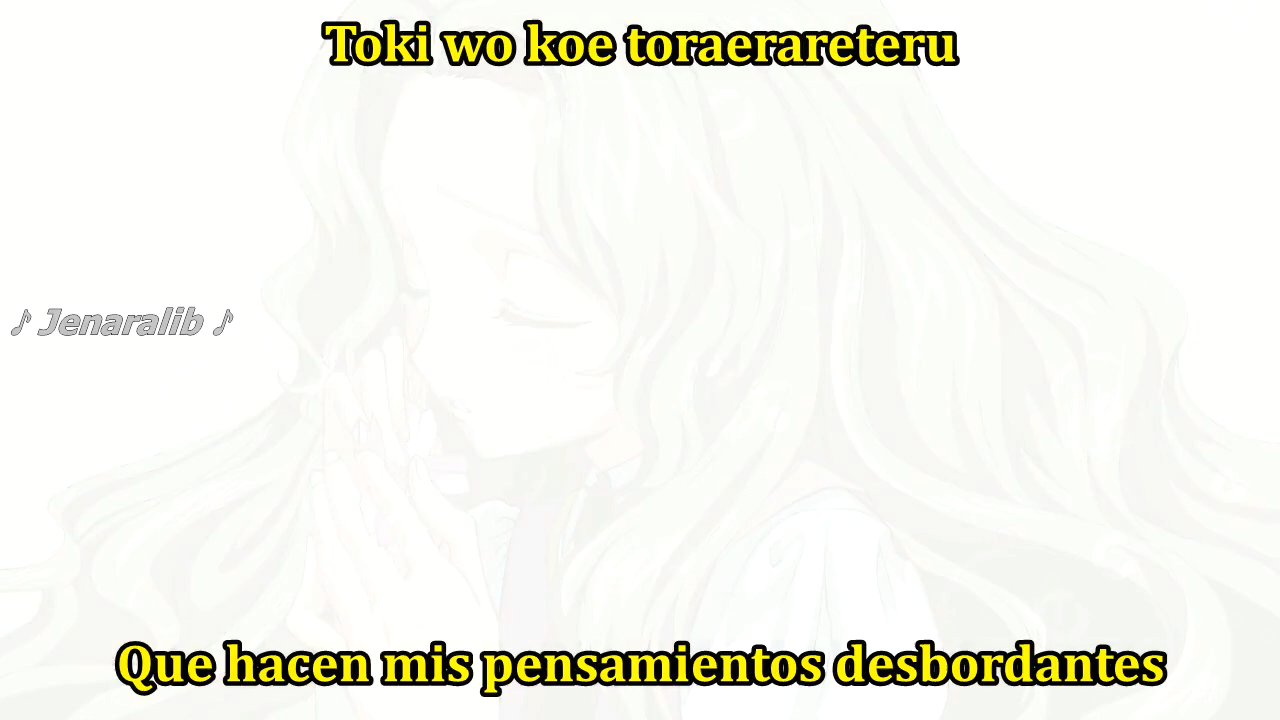 Toki wo koe toraerareteru
♪ Jenaralib ♪
Que hacen mis pensamientos desbordantes